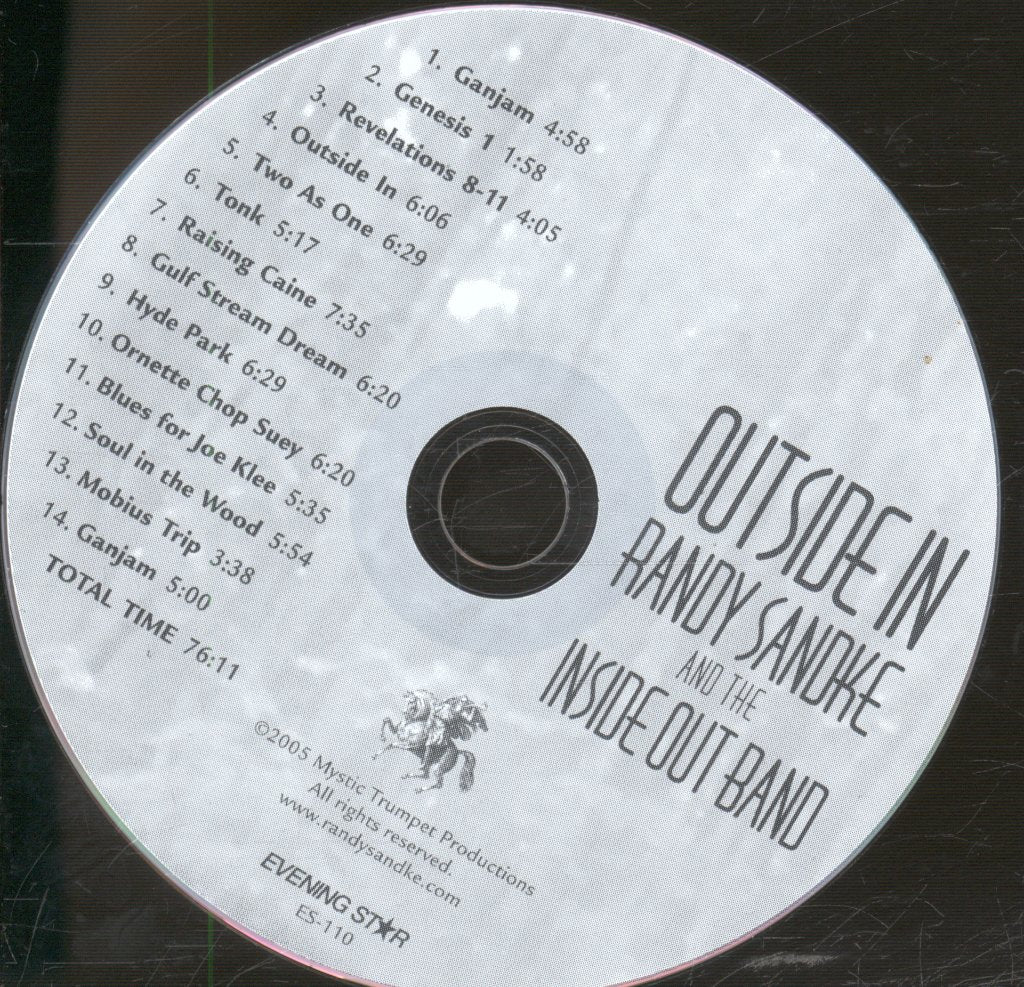 1. Ganjam 4:58
2. Genesis 1 1:58
3. Revelations 8-11 4:05
4. Outside In 6:06
5. Two As One 6:29
6. Tonk 5:17
7. Raising Caine 7:35
8. Gulf Stream Dream 6:20
9. Hyde Park 6:29
10. Ornette Chop Suey 6:20
11. Blues for Joe Klee 5:35
12. Soul in the Wood 5:54
13. Mobius Trip 3:38
14. Ganjam 5:00
TOTAL TIME 76:11
OUTSIDE IN
RANDY SANDKE
AND THE
INSIDE OUT BAND
©2005 Mystic Trumpet Productions
All rights reserved.
www.randysandke.com
EVENING ST★R
ES-110